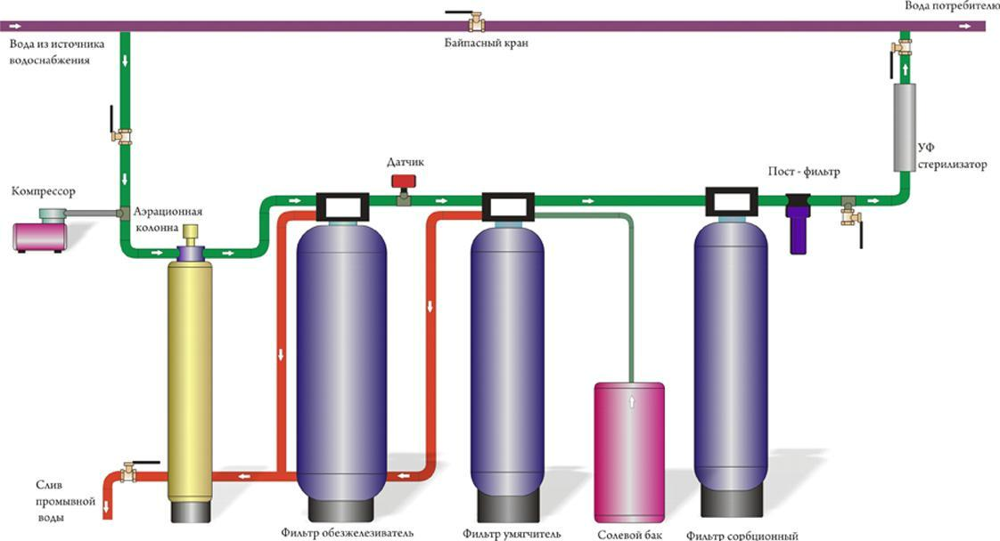 Вода потребителю
Вода из источника
водоснабжения
Байпасный кран
УФ
стерилизатор
Датчик
Пост - фильтр
Компрессор
Аэрационная
колонна
Слив
промывной
воды
Фильтр обезжелезиватель
Фильтр умягчитель
Солевой бак
Фильтр сорбционный